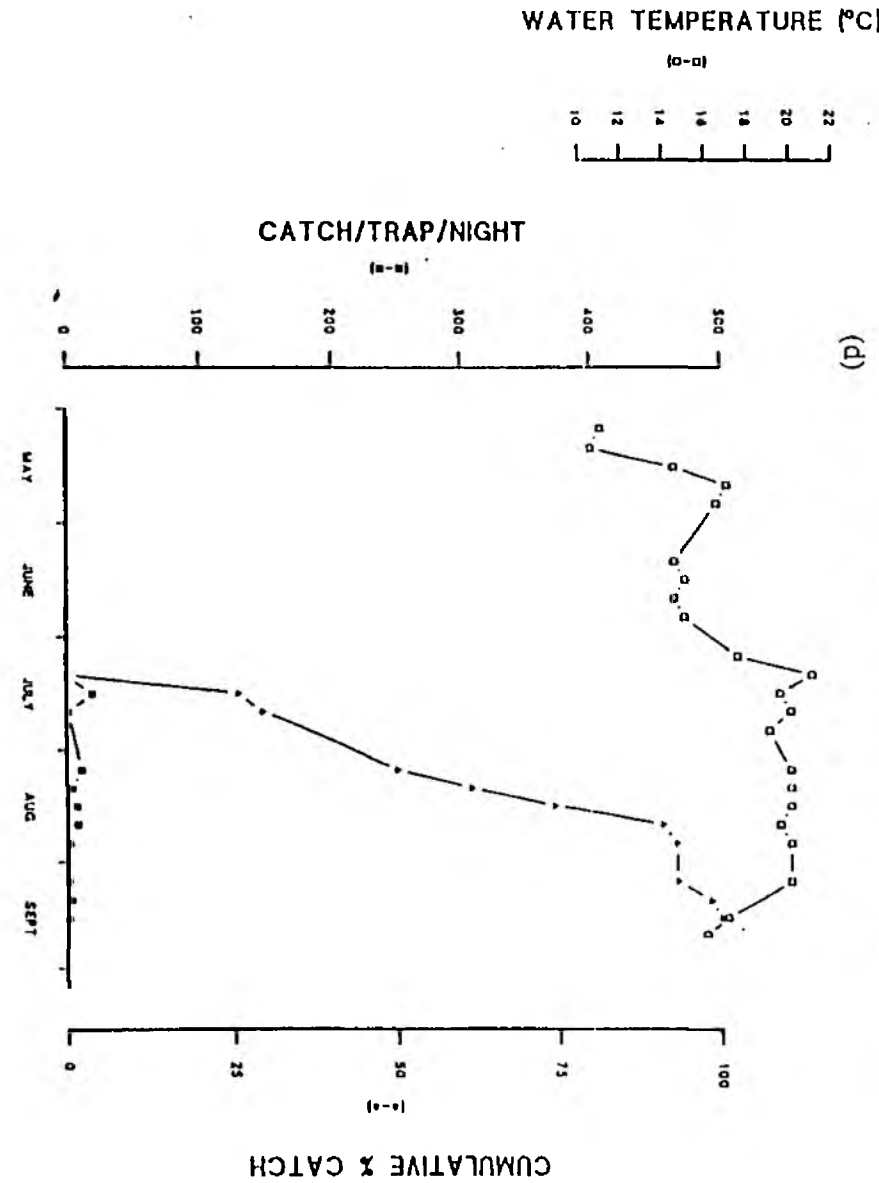 WATER TEMPERATURE (°C)
(□-□)
10 12 14 16 18 20 22
CATCH/TRAP/NIGHT
(■-■)
0 100 200 300 400 500
(d)
MAY JUNE JULY AUG SEPT
0 25 50 75 100
(▲-▲)
CUMULATIVE % CATCH